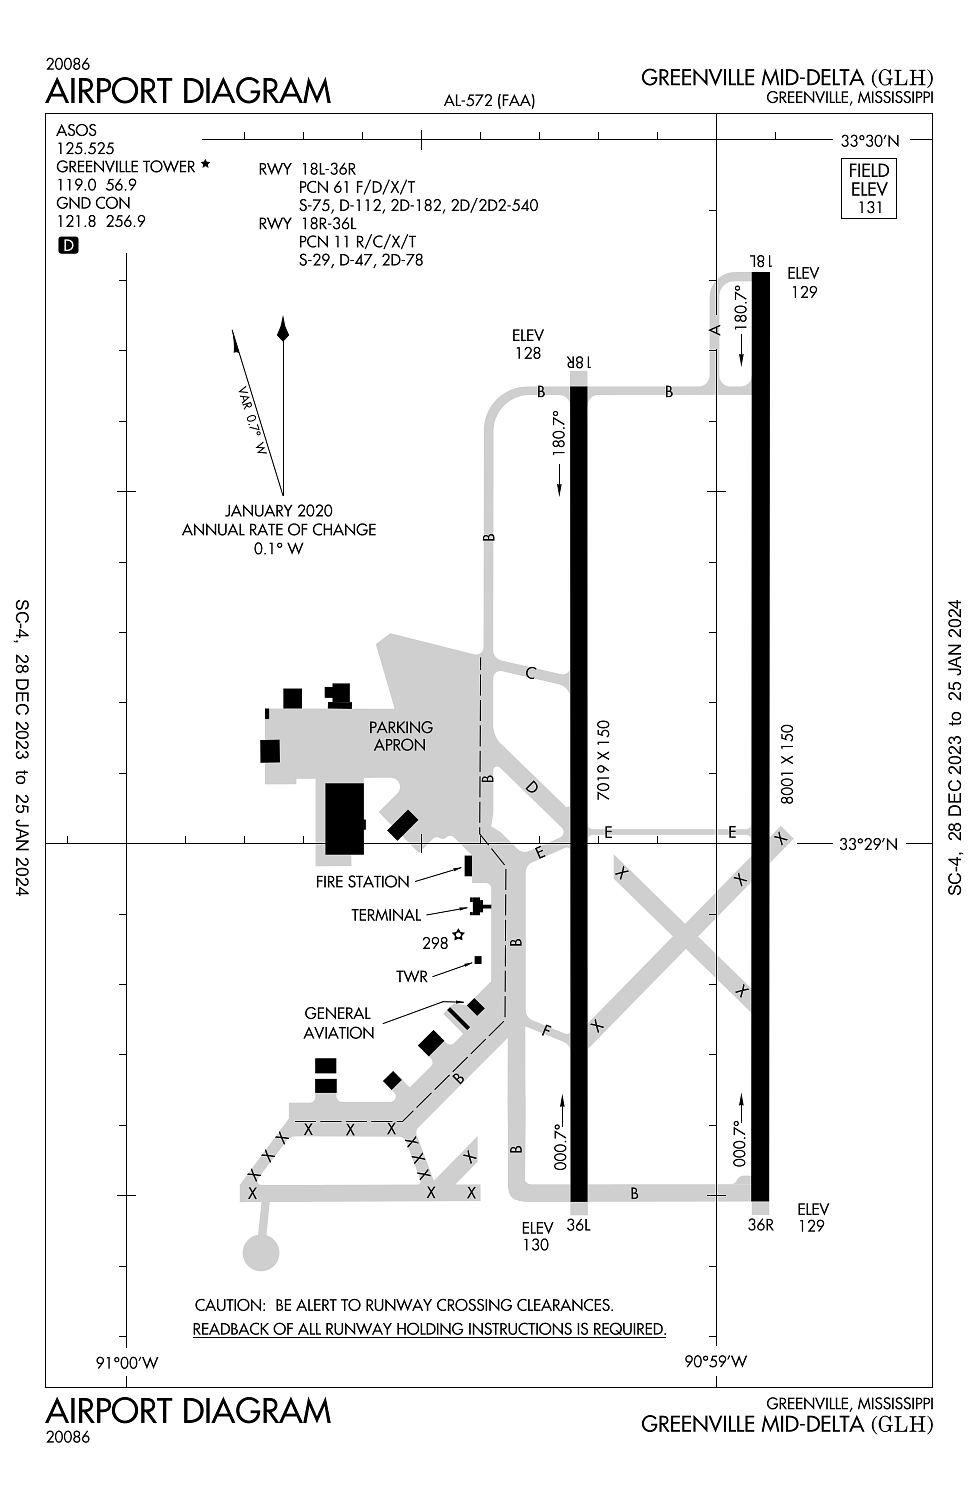 20086
AIRPORT DIAGRAM
AL-572 (FAA)
GREENVILLE MID-DELTA (GLH)
GREENVILLE, MISSISSIPPI
ASOS
125.525
GREENVILLE TOWER ★
119.0 56.9
GND CON
121.8 256.9
D
RWY 18L-36R
PCN 61 F/D/X/T
S-75, D-112, 2D-182, 2D/2D2-540
RWY 18R-36L
PCN 11 R/C/X/T
S-29, D-47, 2D-78
33°30'N
FIELD
ELEV
131
18L
ELEV
129
180.7°
A
ELEV
128
18R
B
B
180.7°
VAR 0.7° W
JANUARY 2020
ANNUAL RATE OF CHANGE
0.1° W
B
SC-4, 28 DEC 2023 to 25 JAN 2024
SC-4, 28 DEC 2023 to 25 JAN 2024
C
PARKING
APRON
7019 X 150
8001 X 150
B
D
E
E
X
33°29'N
E
X
X
FIRE STATION
TERMINAL
298
B
TWR
X
GENERAL
AVIATION
F
X
B
000.7°
000.7°
X
X
X
X
X
X
X
X
X
X
B
X
X
X
X
B
36L
36R
ELEV
130
ELEV
129
CAUTION: BE ALERT TO RUNWAY CROSSING CLEARANCES.
READBACK OF ALL RUNWAY HOLDING INSTRUCTIONS IS REQUIRED.
91°00'W
90°59'W
AIRPORT DIAGRAM
20086
GREENVILLE, MISSISSIPPI
GREENVILLE MID-DELTA (GLH)